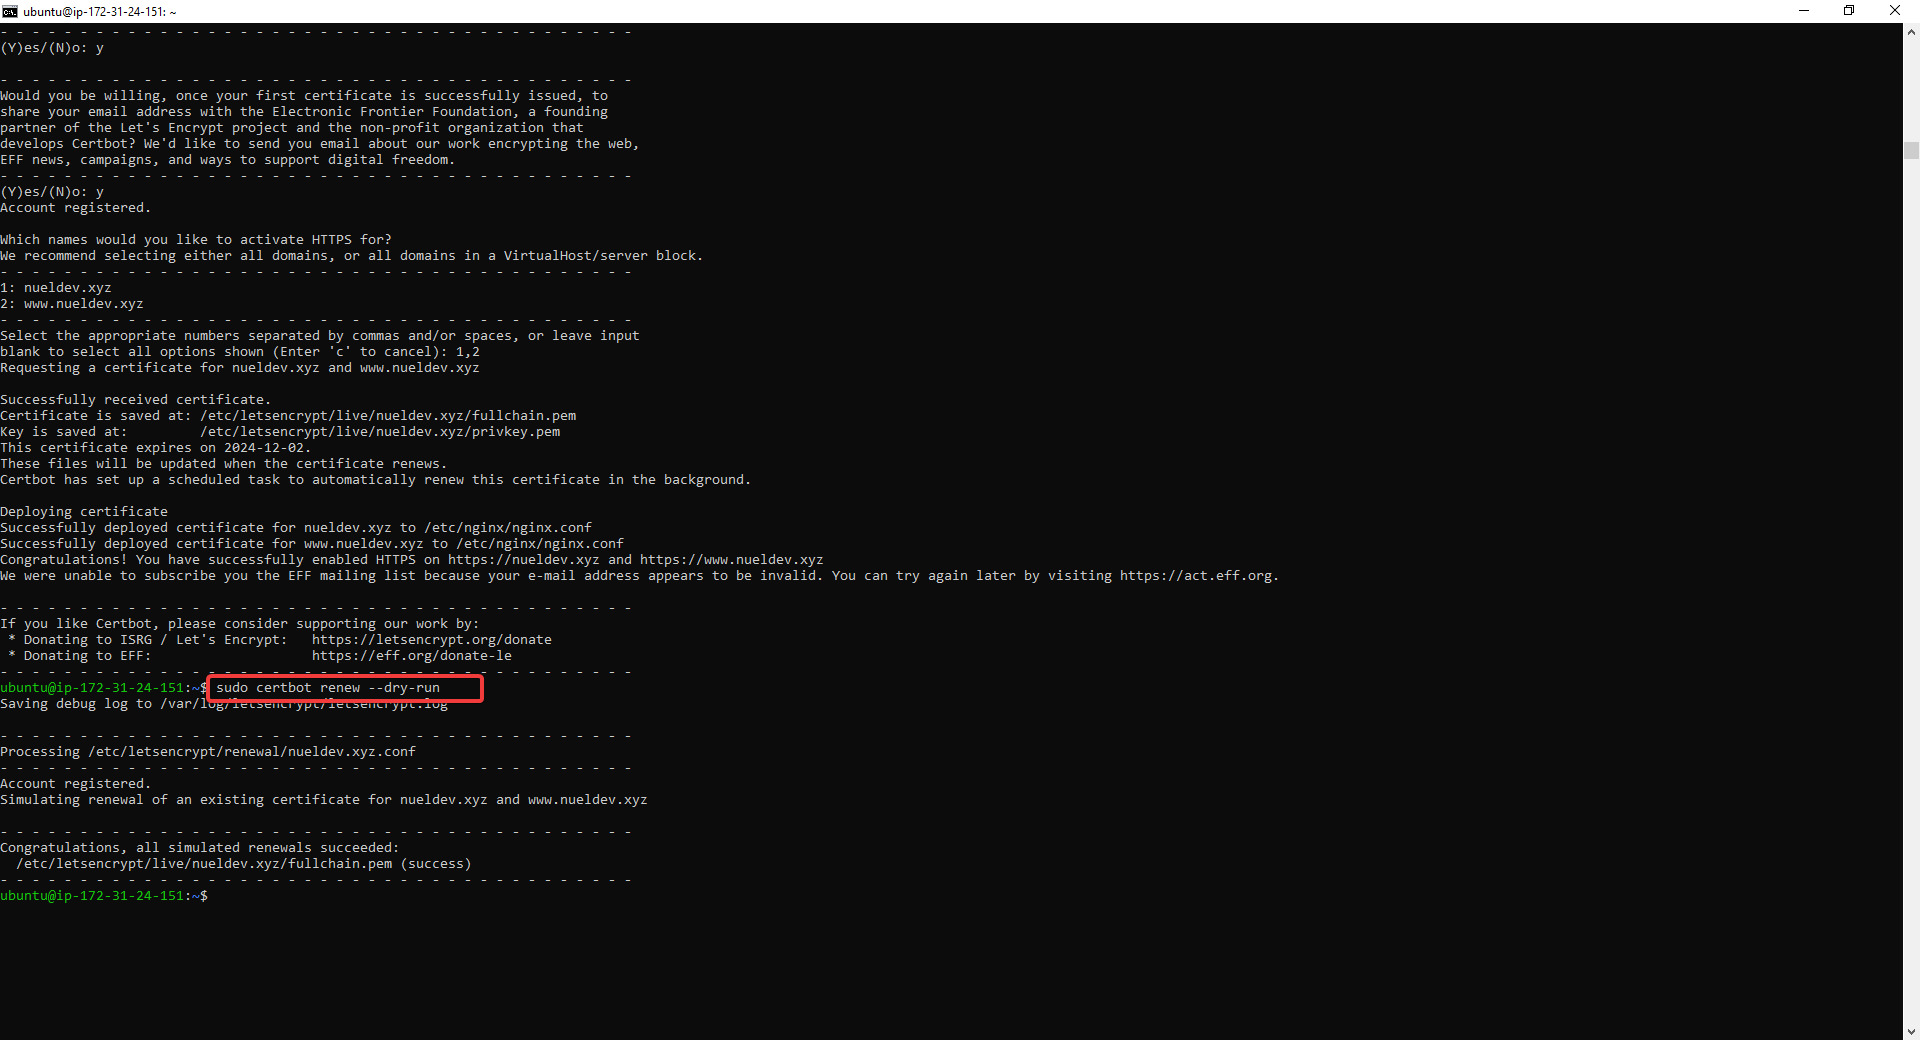 ubuntu@ip-172-31-24-151: ~
- - - - - - - - - - - - - - - - - - - - - - - - - - - - - - - - - - - - - - - -
(Y)es/(N)o: y
- - - - - - - - - - - - - - - - - - - - - - - - - - - - - - - - - - - - - - - -
Would you be willing, once your first certificate is successfully issued, to
share your email address with the Electronic Frontier Foundation, a founding
partner of the Let's Encrypt project and the non-profit organization that
develops Certbot? We'd like to send you email about our work encrypting the web,
EFF news, campaigns, and ways to support digital freedom.
- - - - - - - - - - - - - - - - - - - - - - - - - - - - - - - - - - - - - - - -
(Y)es/(N)o: y
Account registered.
Which names would you like to activate HTTPS for?
We recommend selecting either all domains, or all domains in a VirtualHost/server block.
- - - - - - - - - - - - - - - - - - - - - - - - - - - - - - - - - - - - - - - -
1: nueldev.xyz
2: www.nueldev.xyz
- - - - - - - - - - - - - - - - - - - - - - - - - - - - - - - - - - - - - - - -
Select the appropriate numbers separated by commas and/or spaces, or leave input
blank to select all options shown (Enter 'c' to cancel): 1,2
Requesting a certificate for nueldev.xyz and www.nueldev.xyz
Successfully received certificate.
Certificate is saved at: /etc/letsencrypt/live/nueldev.xyz/fullchain.pem
Key is saved at:         /etc/letsencrypt/live/nueldev.xyz/privkey.pem
This certificate expires on 2024-12-02.
These files will be updated when the certificate renews.
Certbot has set up a scheduled task to automatically renew this certificate in the background.
Deploying certificate
Successfully deployed certificate for nueldev.xyz to /etc/nginx/nginx.conf
Successfully deployed certificate for www.nueldev.xyz to /etc/nginx/nginx.conf
Congratulations! You have successfully enabled HTTPS on https://nueldev.xyz and https://www.nueldev.xyz
We were unable to subscribe you the EFF mailing list because your e-mail address appears to be invalid. You can try again later by visiting https://act.eff.org.
- - - - - - - - - - - - - - - - - - - - - - - - - - - - - - - - - - - - - - - -
If you like Certbot, please consider supporting our work by:
 * Donating to ISRG / Let's Encrypt:   https://letsencrypt.org/donate
 * Donating to EFF:                    https://eff.org/donate-le
- - - - - - - - - - - - - - - - - - - - - - - - - - - - - - - - - - - - - - - -
ubuntu@ip-172-31-24-151:~$ sudo certbot renew --dry-run
Saving debug log to /var/log/letsencrypt/letsencrypt.log
- - - - - - - - - - - - - - - - - - - - - - - - - - - - - - - - - - - - - - - -
Processing /etc/letsencrypt/renewal/nueldev.xyz.conf
- - - - - - - - - - - - - - - - - - - - - - - - - - - - - - - - - - - - - - - -
Account registered.
Simulating renewal of an existing certificate for nueldev.xyz and www.nueldev.xyz
- - - - - - - - - - - - - - - - - - - - - - - - - - - - - - - - - - - - - - - -
Congratulations, all simulated renewals succeeded:
  /etc/letsencrypt/live/nueldev.xyz/fullchain.pem (success)
- - - - - - - - - - - - - - - - - - - - - - - - - - - - - - - - - - - - - - - -
ubuntu@ip-172-31-24-151:~$